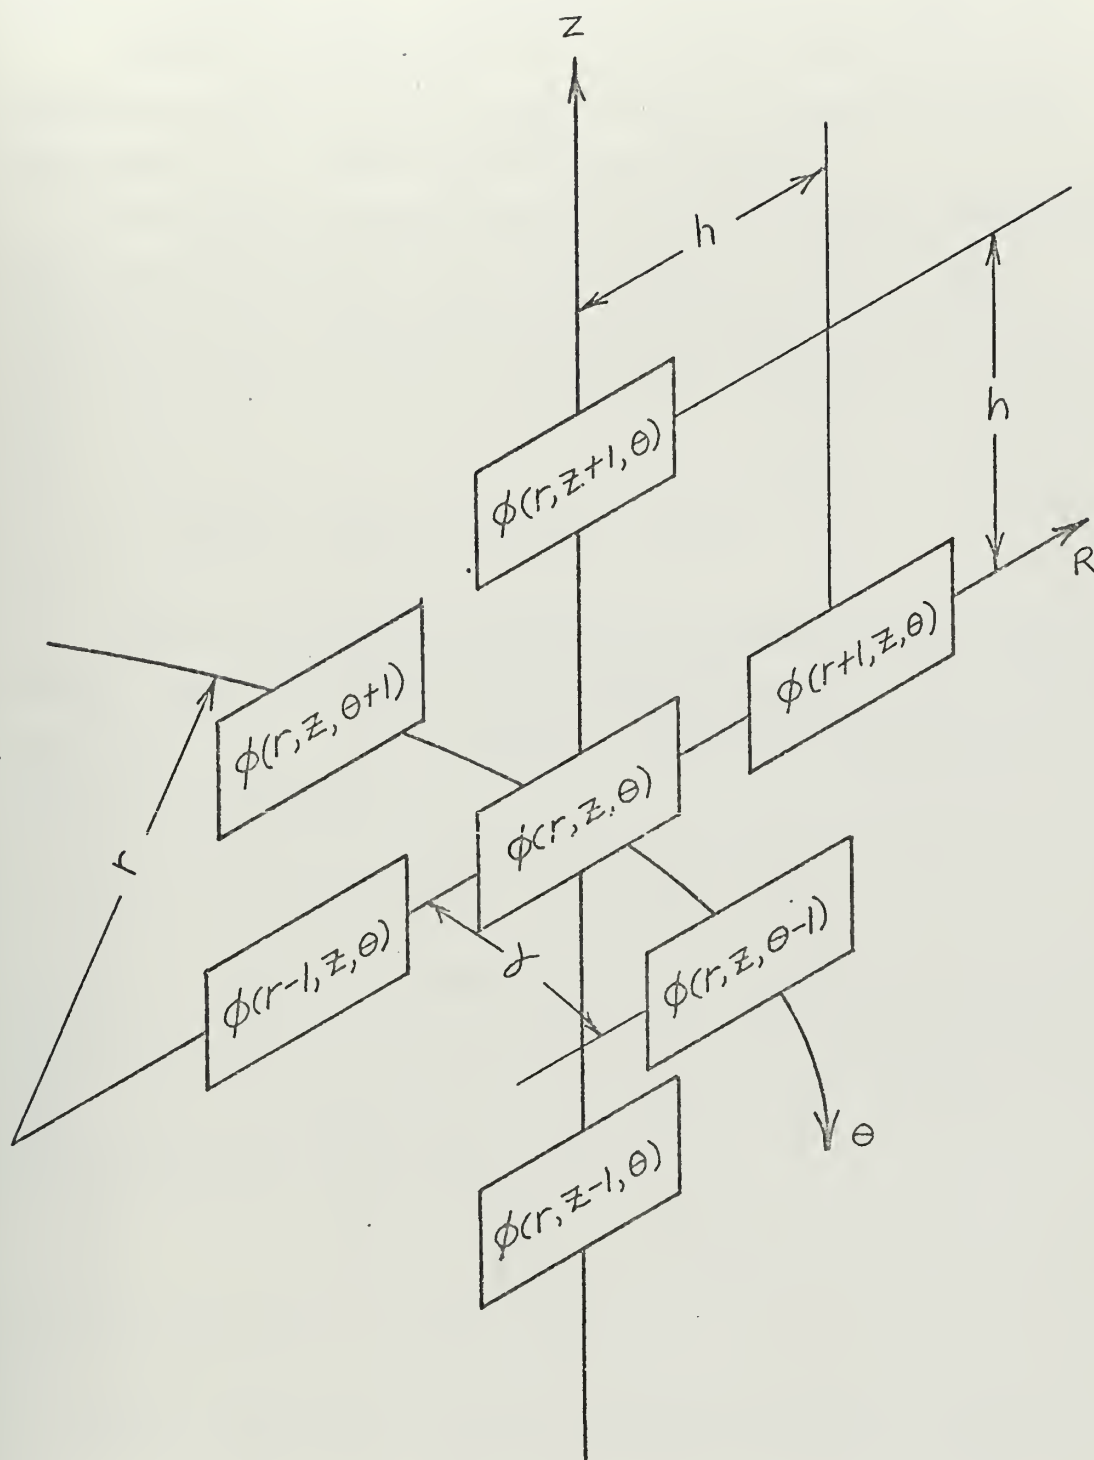 z
h
h
ϕ(r, z+1, θ)
R
ϕ(r+1, z, θ)
ϕ(r, z, θ+1)
ϕ(r, z, θ)
r
ϕ(r-1, z, θ)
ϕ(r, z, θ-1)
θ
ϕ(r, z-1, θ)